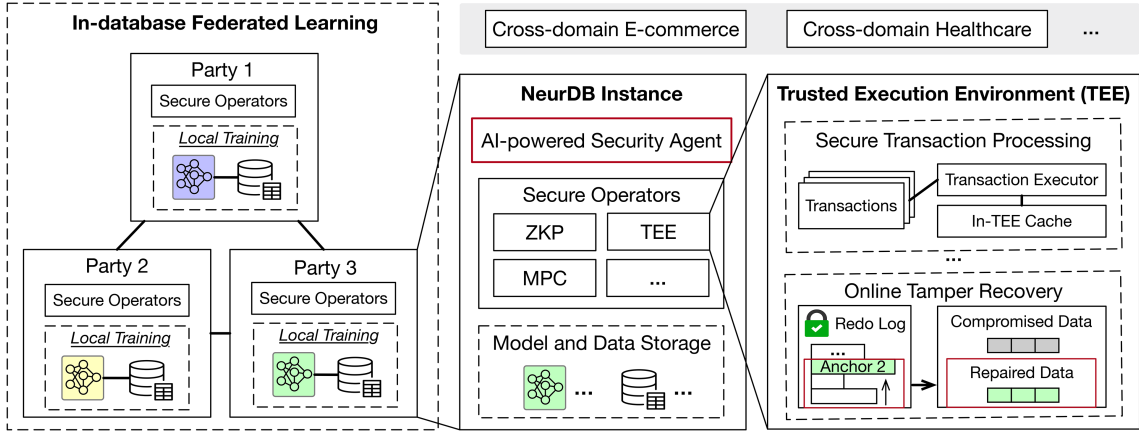 In-database Federated Learning
Party 1
Secure Operators
Local Training
Party 2
Secure Operators
Local Training
Party 3
Secure Operators
Local Training
Cross-domain E-commerce
Cross-domain Healthcare
...
NeurDB Instance
AI-powered Security Agent
Secure Operators
ZKP
TEE
MPC
...
Model and Data Storage
...
...
Trusted Execution Environment (TEE)
Secure Transaction Processing
Transactions
Transaction Executor
In-TEE Cache
...
Online Tamper Recovery
Redo Log
...
Anchor 2
Compromised Data
Repaired Data